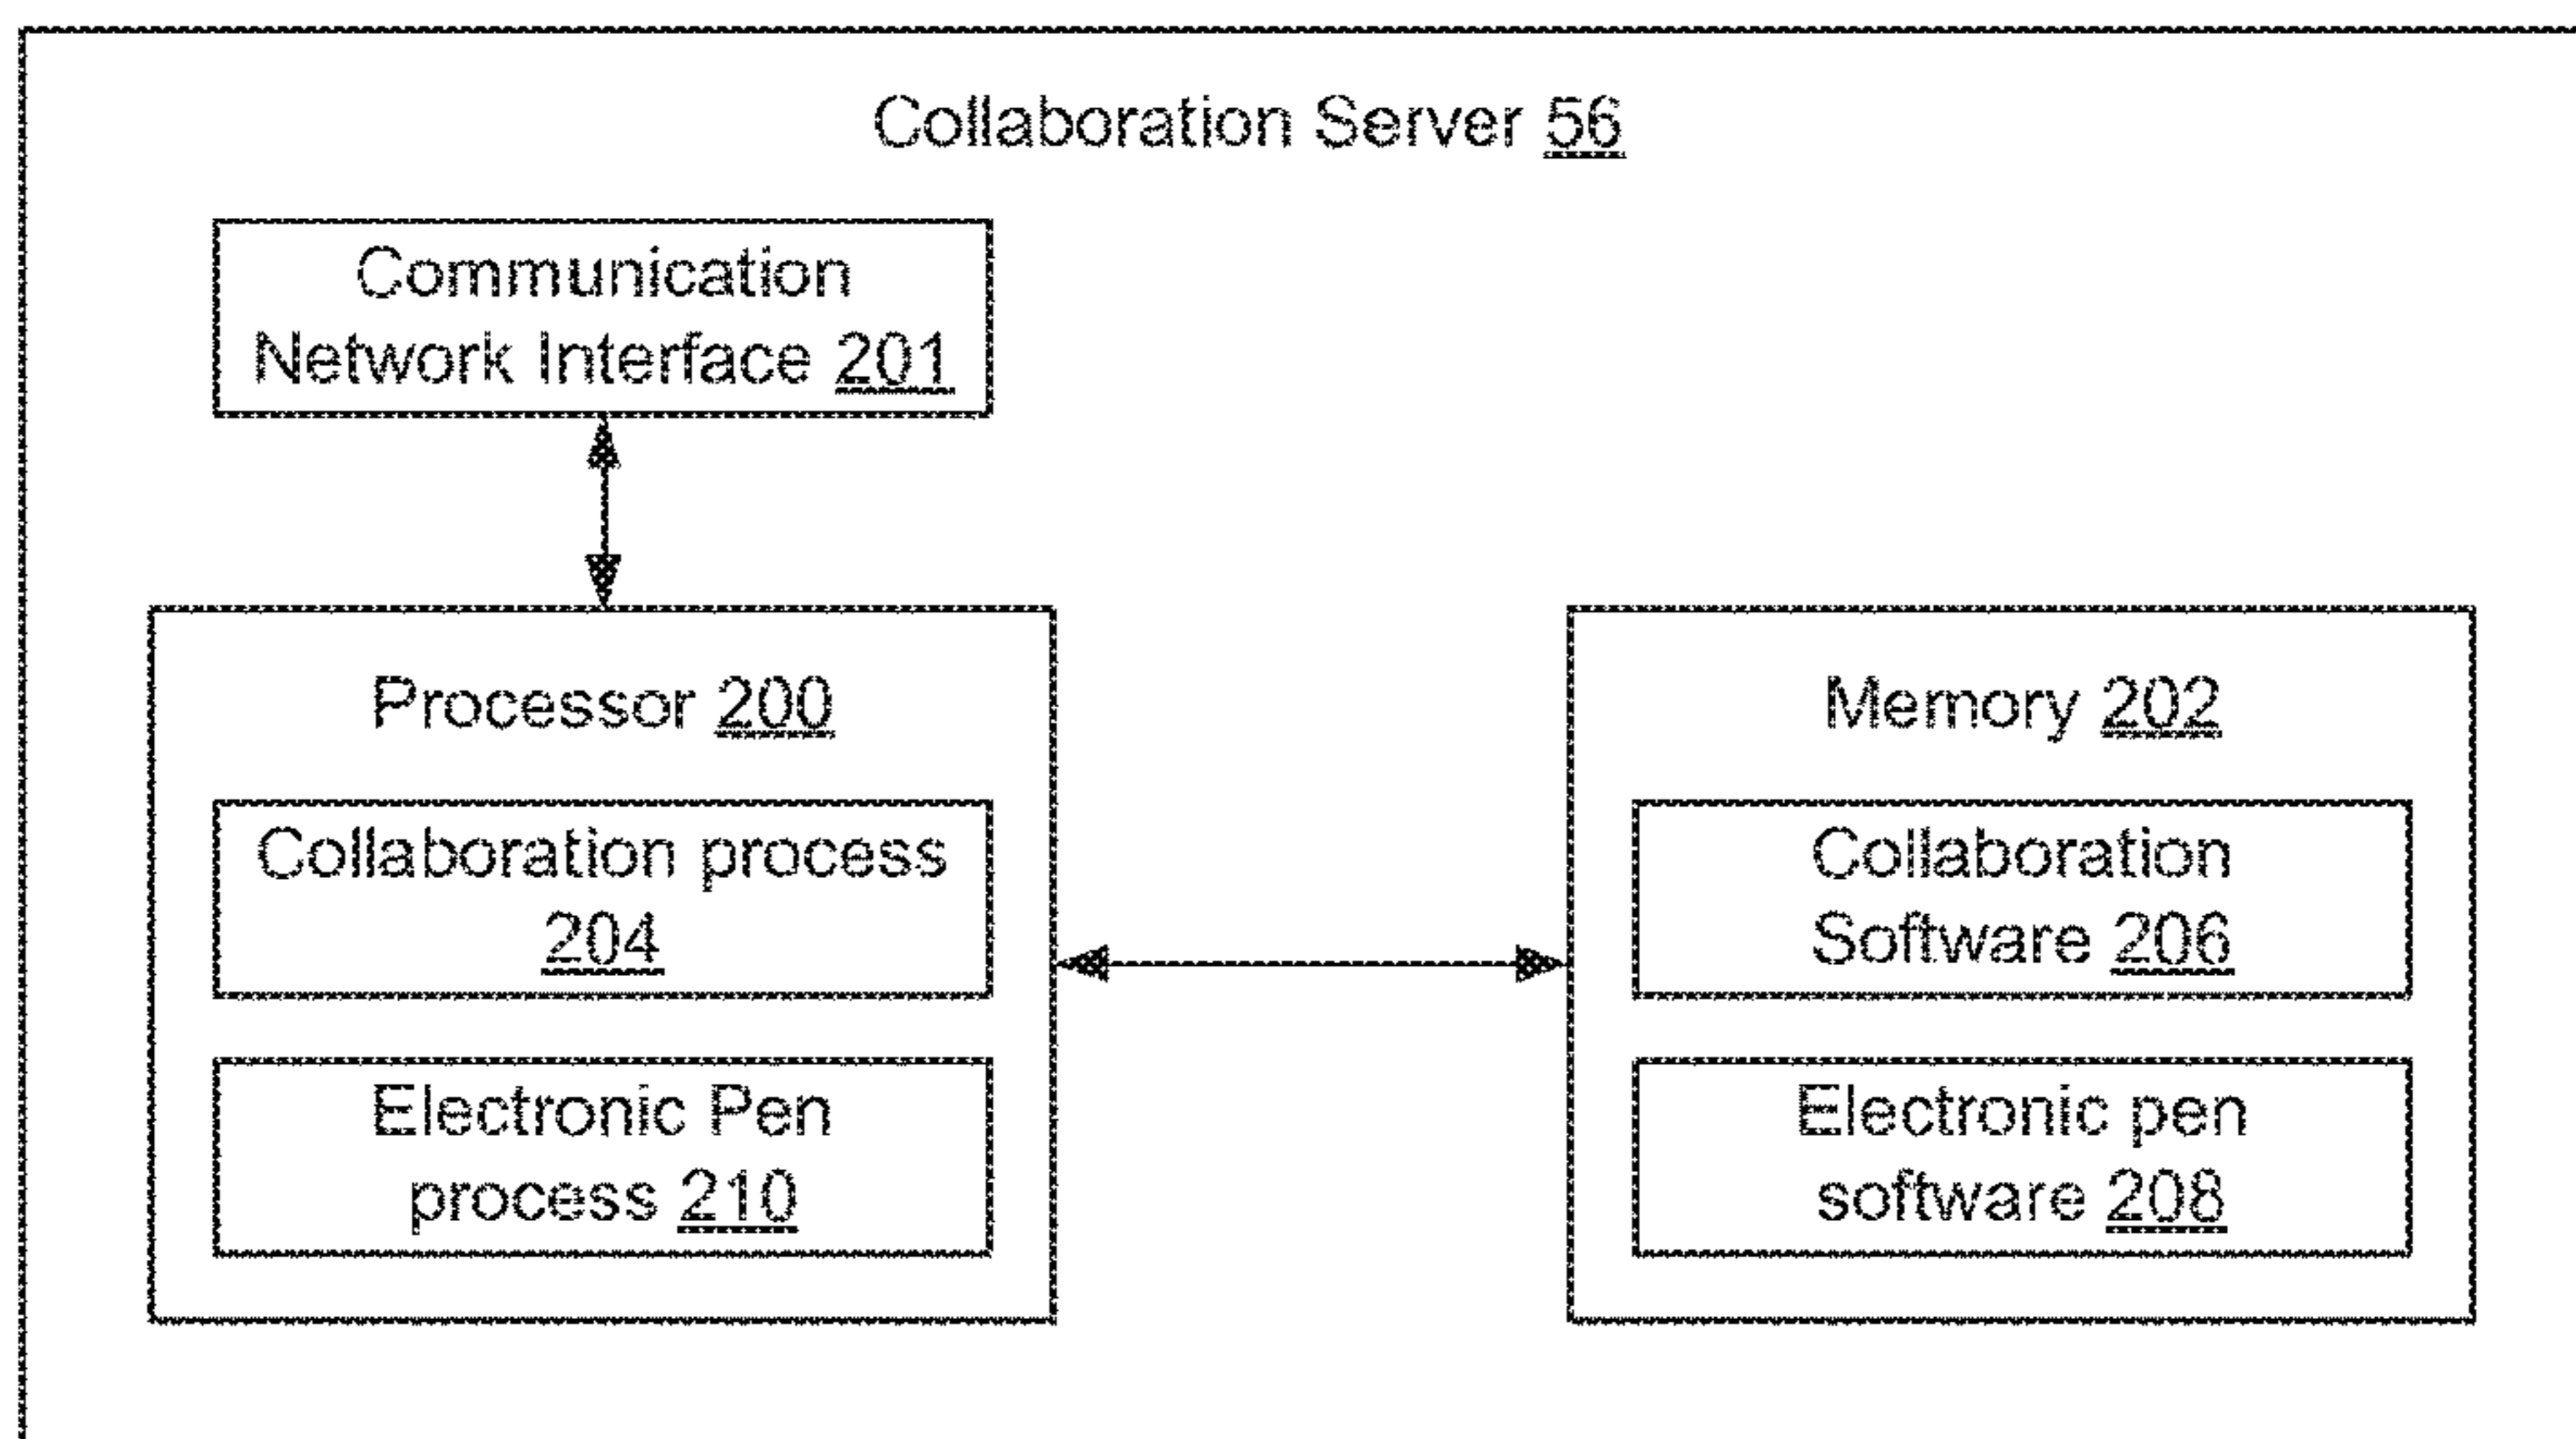 Collaboration Server 56
Communication
Network Interface 201
Processor 200
Collaboration process
204
Electronic Pen
process 210
Memory 202
Collaboration
Software 206
Electronic pen
software 208